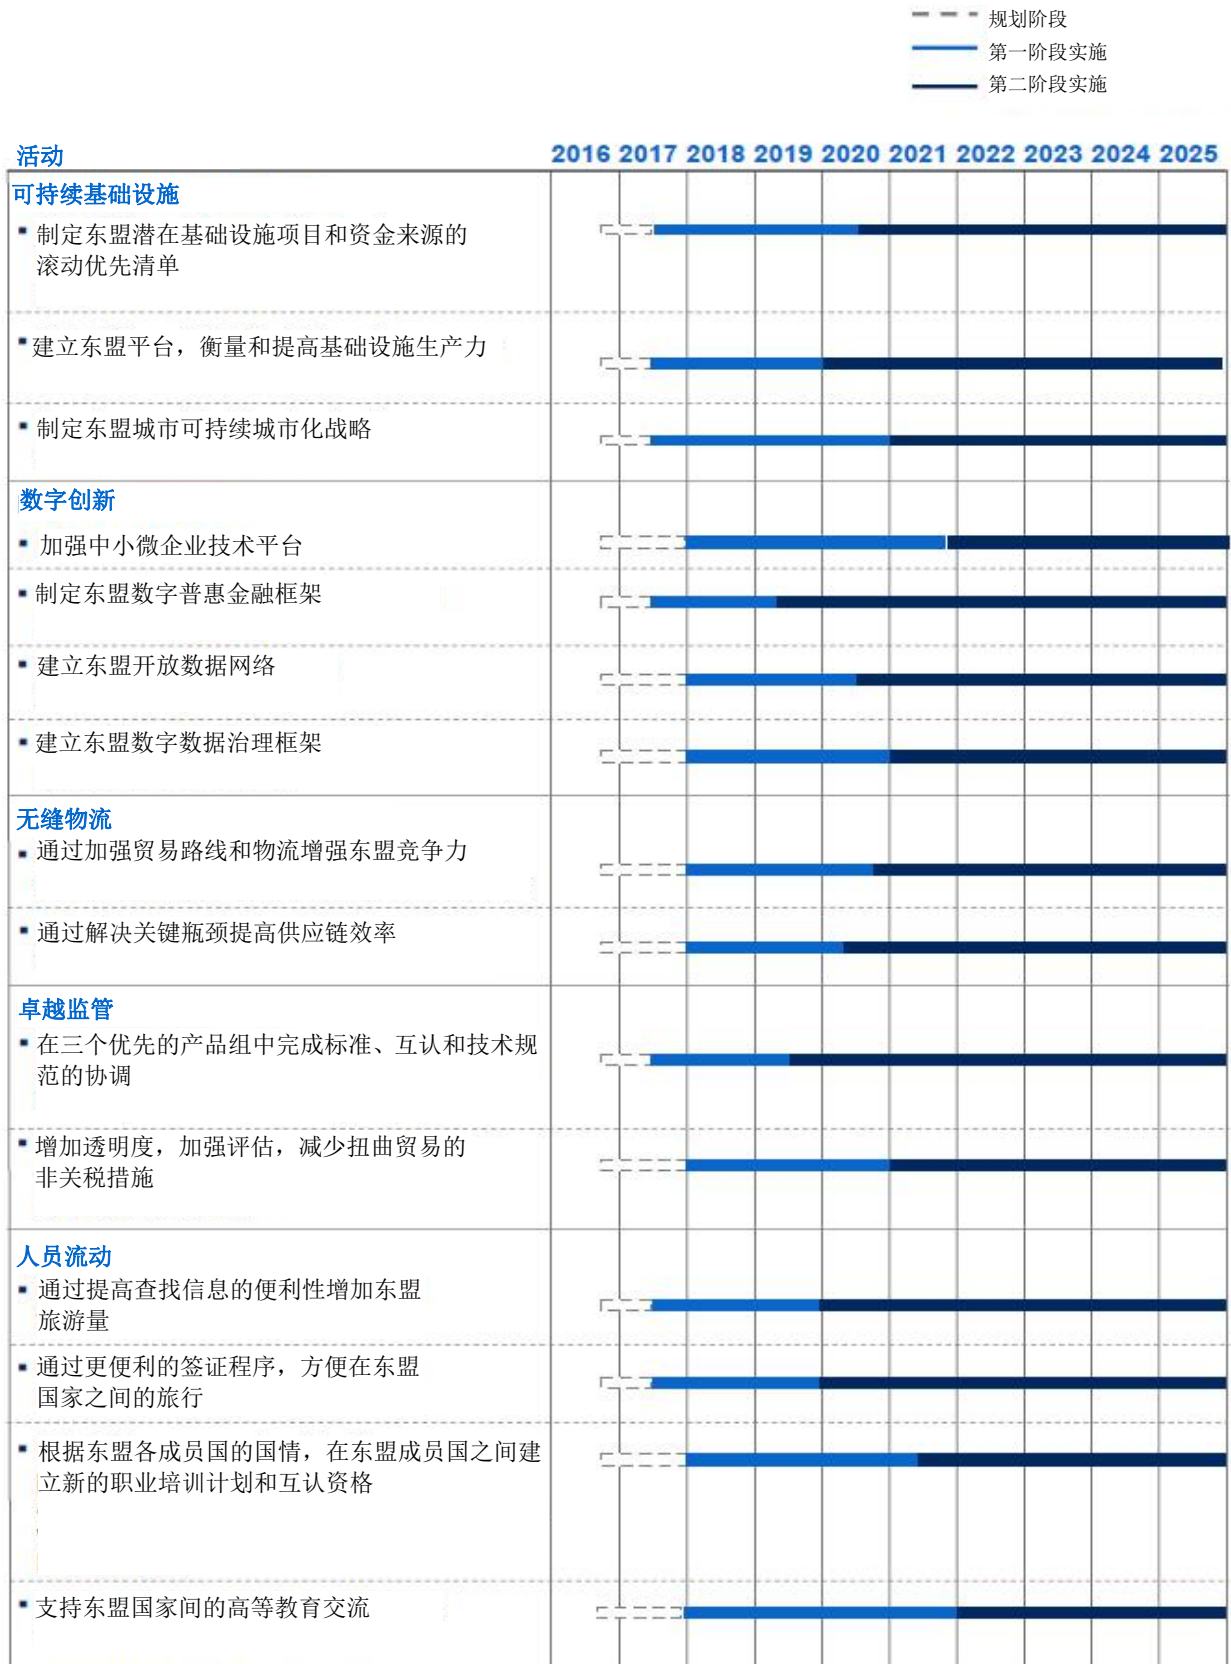 规划阶段
第一阶段实施
第二阶段实施
活动 2016 2017 2018 2019 2020 2021 2022 2023 2024 2025
可持续基础设施
▪ 制定东盟潜在基础设施项目和资金来源的
滚动优先清单
▪ 建立东盟平台，衡量和提高基础设施生产力
▪ 制定东盟城市可持续城市化战略
数字创新
▪ 加强中小微企业技术平台
▪ 制定东盟数字普惠金融框架
▪ 建立东盟开放数据网络
▪ 建立东盟数字数据治理框架
无缝物流
▪ 通过加强贸易路线和物流增强东盟竞争力
▪ 通过解决关键瓶颈提高供应链效率
卓越监管
▪ 在三个优先的产品组中完成标准、互认和技术规
范的协调
▪ 增加透明度，加强评估，减少扭曲贸易的
非关税措施
人员流动
▪ 通过提高查找信息的便利性增加东盟
旅游量
▪ 通过更便利的签证程序，方便在东盟
国家之间的旅行
▪ 根据东盟各成员国的国情，在东盟成员国之间建
立新的职业培训计划和互认资格
▪ 支持东盟国家间的高等教育交流